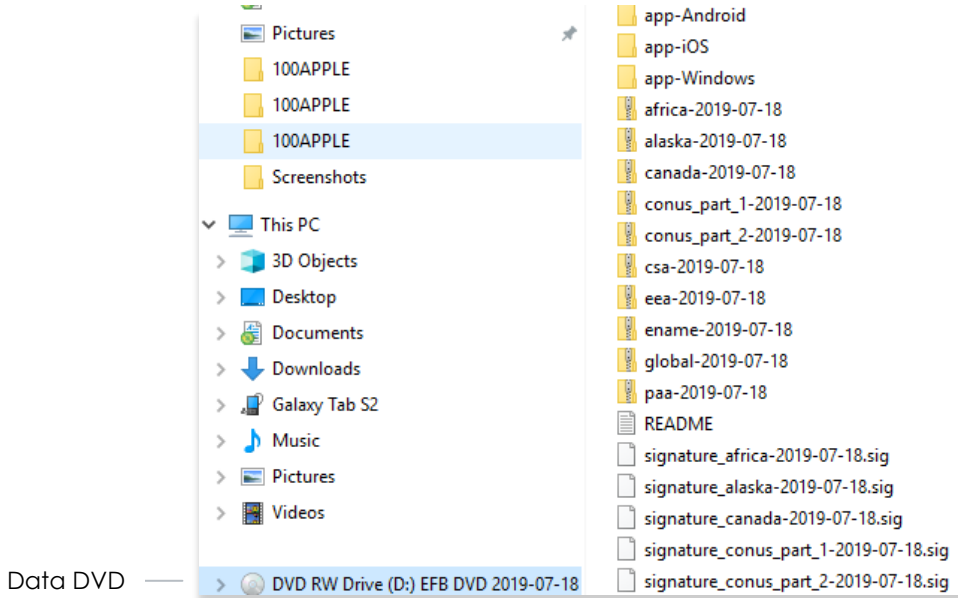 Pictures
100APPLE
100APPLE
100APPLE
Screenshots
This PC
3D Objects
Desktop
Documents
Downloads
Galaxy Tab S2
Music
Pictures
Videos
Data DVD
DVD RW Drive (D:) EFB DVD 2019-07-18
app-Android
app-iOS
app-Windows
africa-2019-07-18
alaska-2019-07-18
canada-2019-07-18
conus_part_1-2019-07-18
conus_part_2-2019-07-18
csa-2019-07-18
eea-2019-07-18
ename-2019-07-18
global-2019-07-18
paa-2019-07-18
README
signature_africa-2019-07-18.sig
signature_alaska-2019-07-18.sig
signature_canada-2019-07-18.sig
signature_conus_part_1-2019-07-18.sig
signature_conus_part_2-2019-07-18.sig